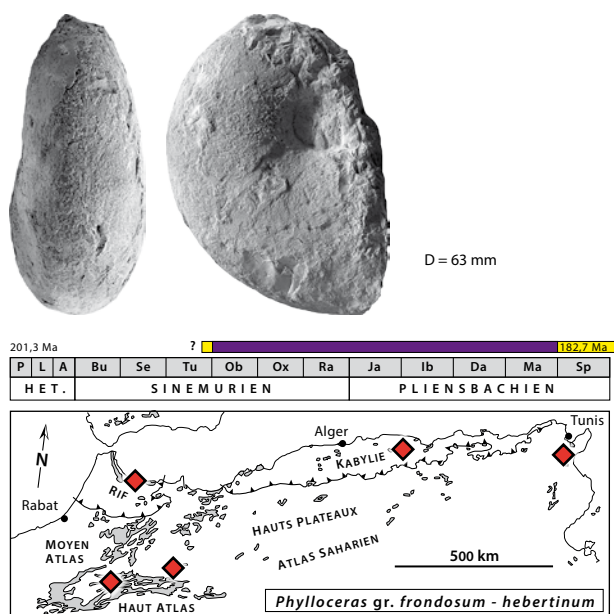 D = 63 mm
201,3 Ma
?
182,7 Ma
P L A Bu Se Tu Ob Ox Ra Ja Ib Da Ma Sp
HET. SINEMURIEN PLIENSBACHIEN
N
Alger
Tunis
KABYLIE
RIF
Rabat
HAUTS PLATEAUX
MOYEN
ATLAS
ATLAS SAHARIEN
500 km
HAUT ATLAS
Phylloceras gr. frondosum - hebertinum